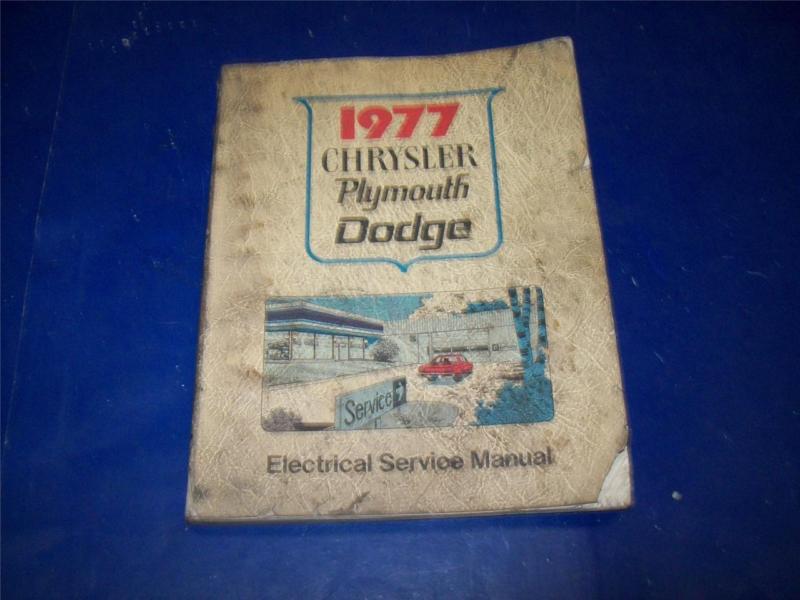 1977
CHRYSLER
Plymouth
Dodge
Service
Electrical Service Manual